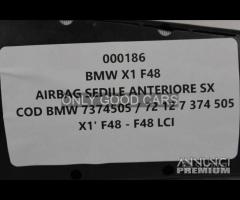 000186
BMW X1 F48
AIRBAG SEDILE ANTERIORE SX
ONLY GOOD CARS
COD BMW 7374505 / 72 12 7 374 505
X1' F48 - F48 LCI
ANNUNCI
PREMIUM